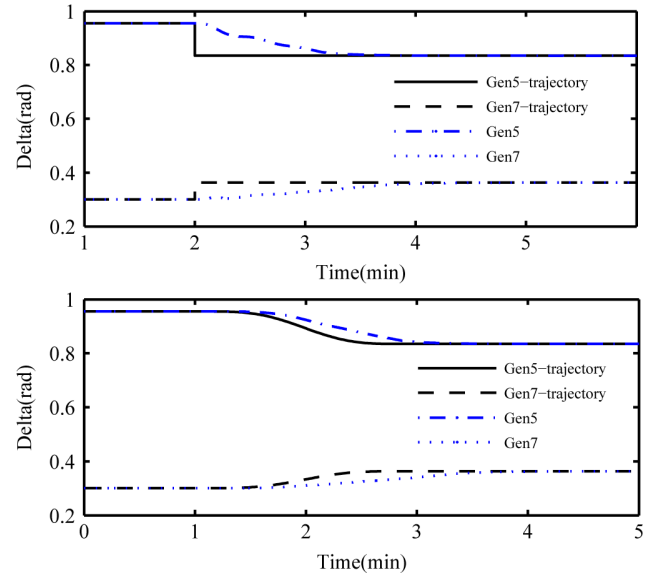 1
0.8
0.6
0.4
0.2
Delta(rad)
Gen5-trajectory
Gen7-trajectory
Gen5
Gen7
1 2 3 4 5
Time(min)
1
0.8
0.6
0.4
0.2
Delta(rad)
Gen5-trajectory
Gen7-trajectory
Gen5
Gen7
0 1 2 3 4 5
Time(min)